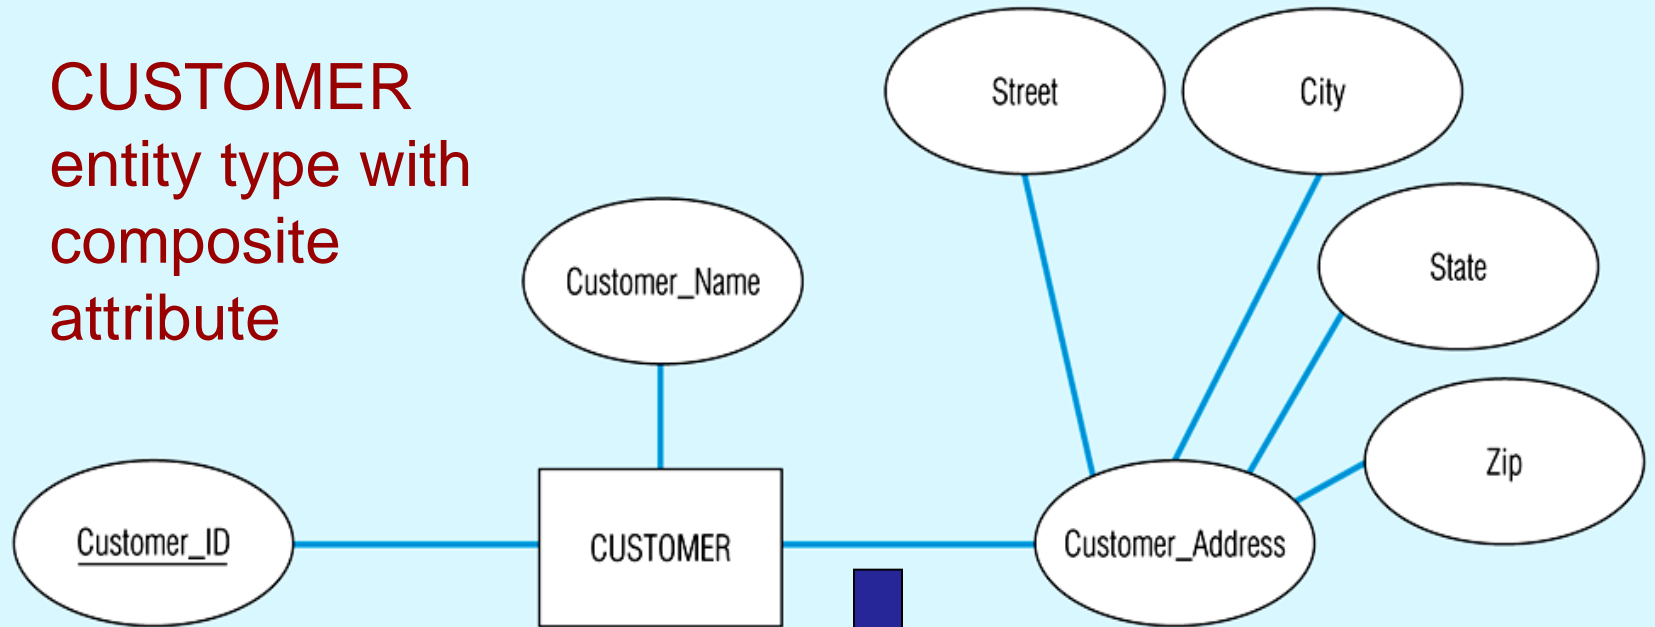 CUSTOMER
entity type with
composite
attribute
Street
City
State
Customer_Name
Zip
Customer_ID
CUSTOMER
Customer_Address